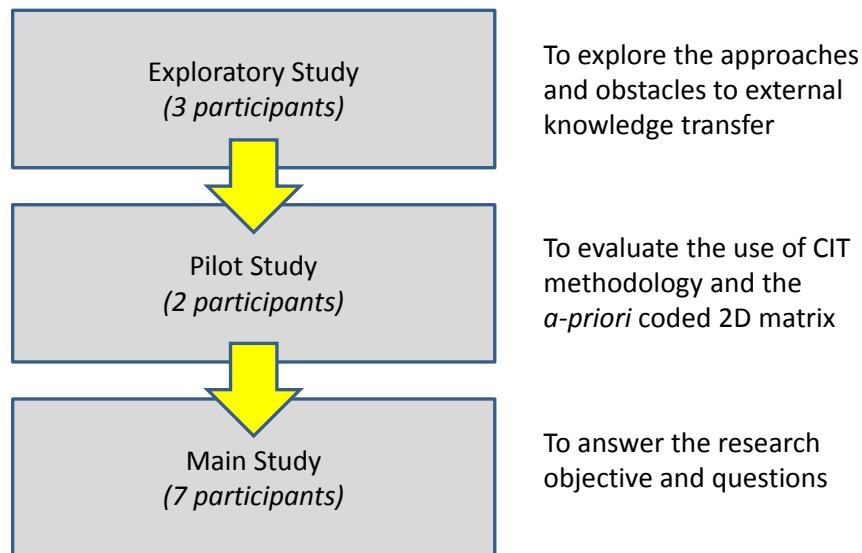 Exploratory Study
(3 participants)
To explore the approaches
and obstacles to external
knowledge transfer
Pilot Study
(2 participants)
To evaluate the use of CIT
methodology and the
a-priori coded 2D matrix
Main Study
(7 participants)
To answer the research
objective and questions